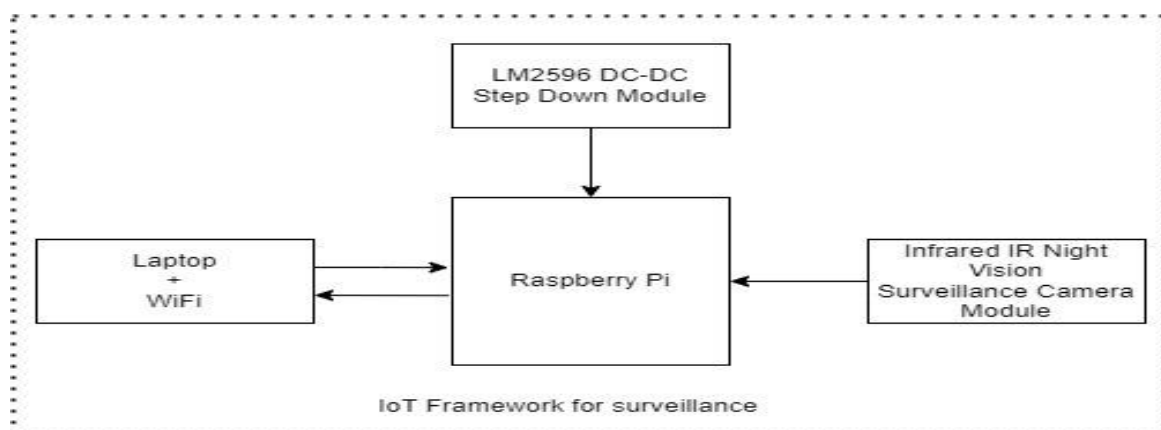 LM2596 DC-DC
Step Down Module
Laptop
+
WiFi
Raspberry Pi
Infrared IR Night
Vision
Surveillance Camera
Module
IoT Framework for surveillance